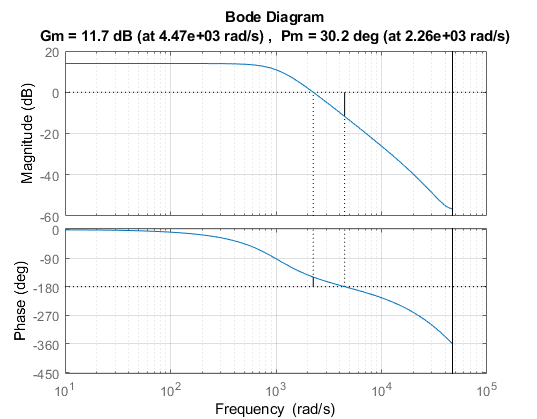 Bode Diagram
Gm = 11.7 dB (at 4.47e+03 rad/s) ,  Pm = 30.2 deg (at 2.26e+03 rad/s)
20
0
-20
-40
-60
Magnitude (dB)
0
-90
-180
-270
-360
-450
Phase (deg)
10^1 10^2 10^3 10^4 10^5
Frequency  (rad/s)